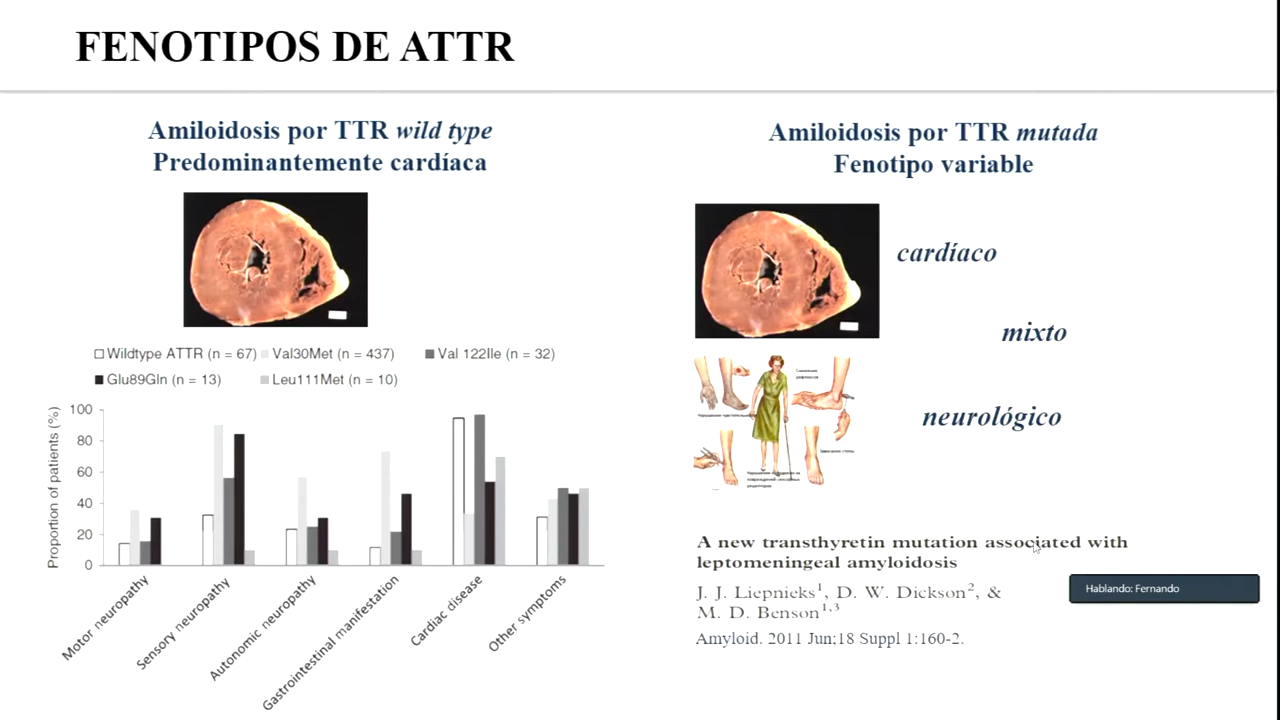 FENOTIPOS DE ATTR
Amiloidosis por TTR wild type
Predominantemente cardíaca
Wildtype ATTR (n = 67)
Val30Met (n = 437)
Val 122Ile (n = 32)
Glu89Gln (n = 13)
Leu111Met (n = 10)
Proportion of patients (%)
100
80
60
40
20
0
Motor neuropathy
Sensory neuropathy
Autonomic neuropathy
Gastrointestinal manifestation
Cardiac disease
Other symptoms
Amiloidosis por TTR mutada
Fenotipo variable
cardíaco
mixto
neurológico
A new transthyretin mutation associated with
leptomeningeal amyloidosis
J. J. Liepnieks¹, D. W. Dickson², &
M. D. Benson¹,³
Amyloid. 2011 Jun;18 Suppl 1:160-2.
Hablando: Fernando